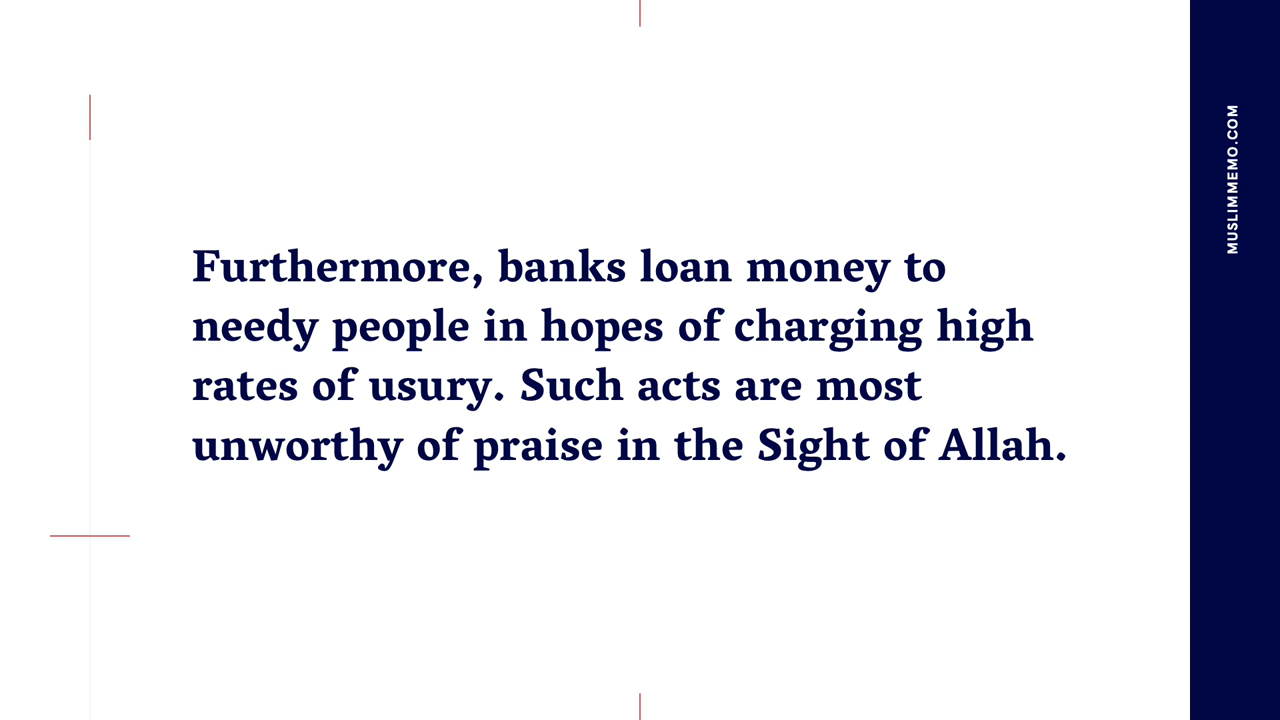 Furthermore, banks loan money to
needy people in hopes of charging high
rates of usury. Such acts are most
unworthy of praise in the Sight of Allah.
MUSLIMMEMO.COM